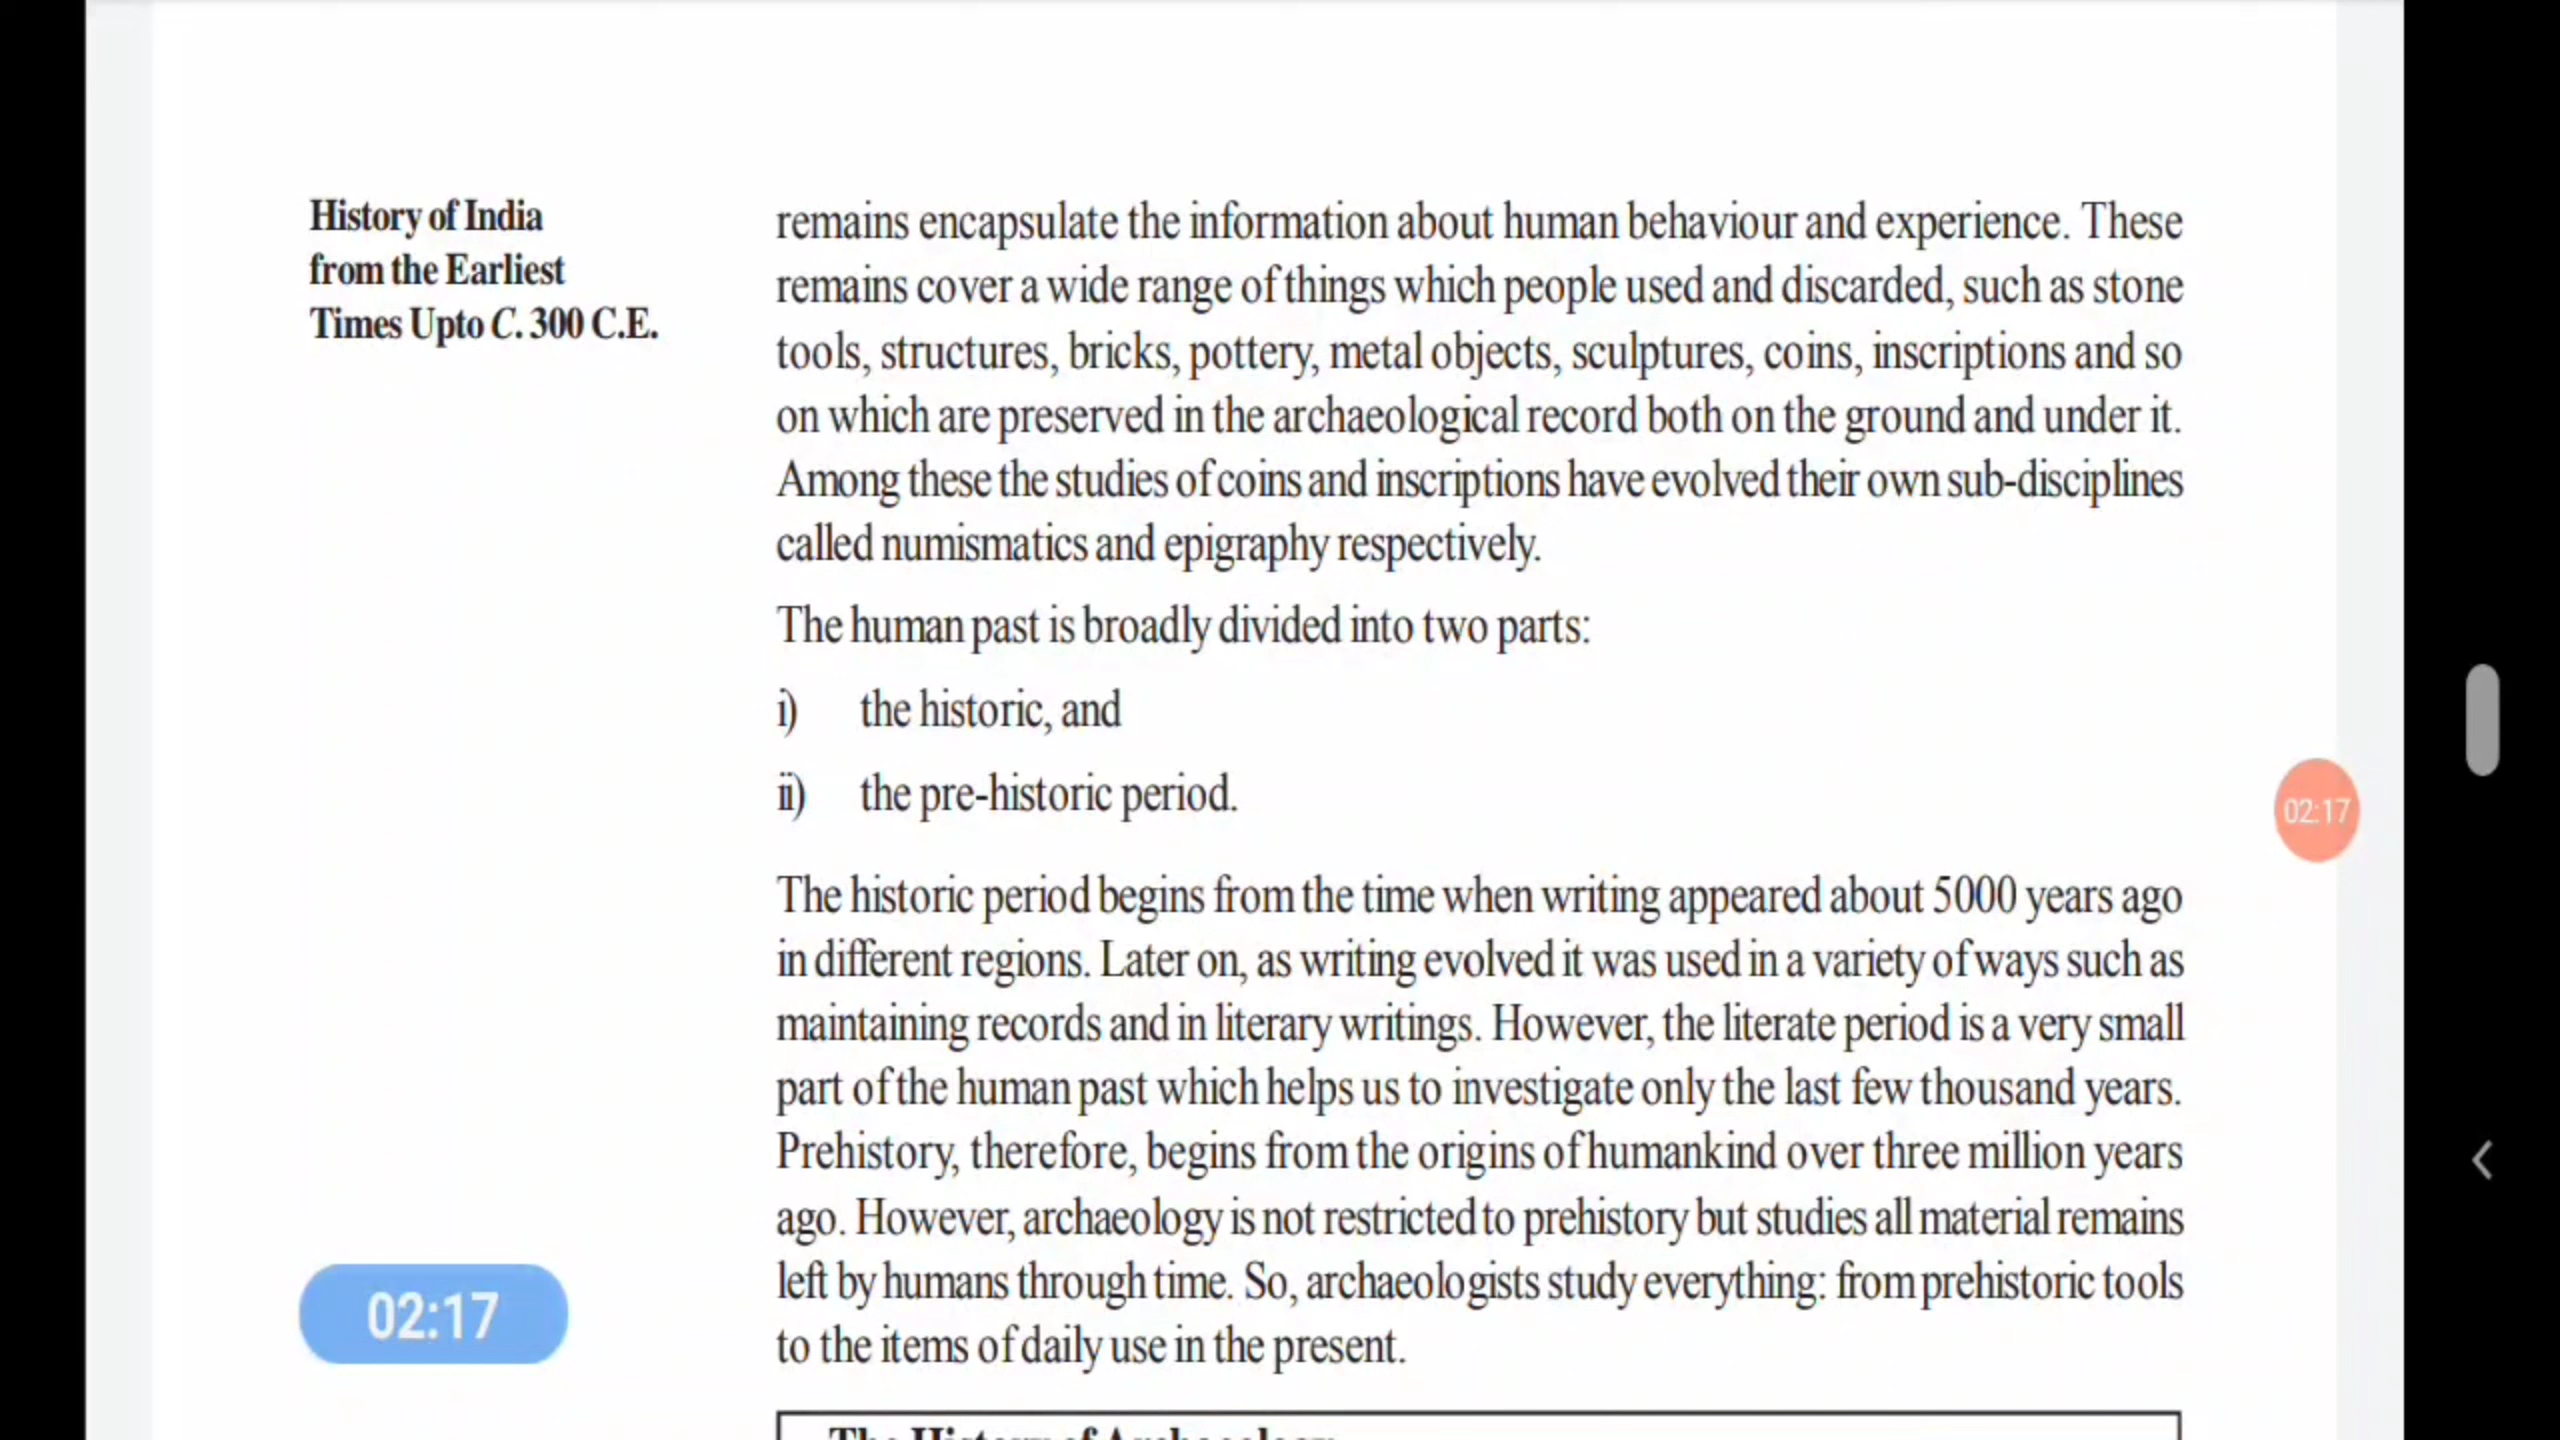 History of India
from the Earliest
Times Upto C. 300 C.E.
remains encapsulate the information about human behaviour and experience. These
remains cover a wide range of things which people used and discarded, such as stone
tools, structures, bricks, pottery, metal objects, sculptures, coins, inscriptions and so
on which are preserved in the archaeological record both on the ground and under it.
Among these the studies of coins and inscriptions have evolved their own sub-disciplines
called numismatics and epigraphy respectively.
The human past is broadly divided into two parts:
i) the historic, and
ii) the pre-historic period.
02:17
The historic period begins from the time when writing appeared about 5000 years ago
in different regions. Later on, as writing evolved it was used in a variety of ways such as
maintaining records and in literary writings. However, the literate period is a very small
part of the human past which helps us to investigate only the last few thousand years.
Prehistory, therefore, begins from the origins of humankind over three million years
ago. However, archaeology is not restricted to prehistory but studies all material remains
left by humans through time. So, archaeologists study everything: from prehistoric tools
to the items of daily use in the present.
02:17
The History of Archaeology